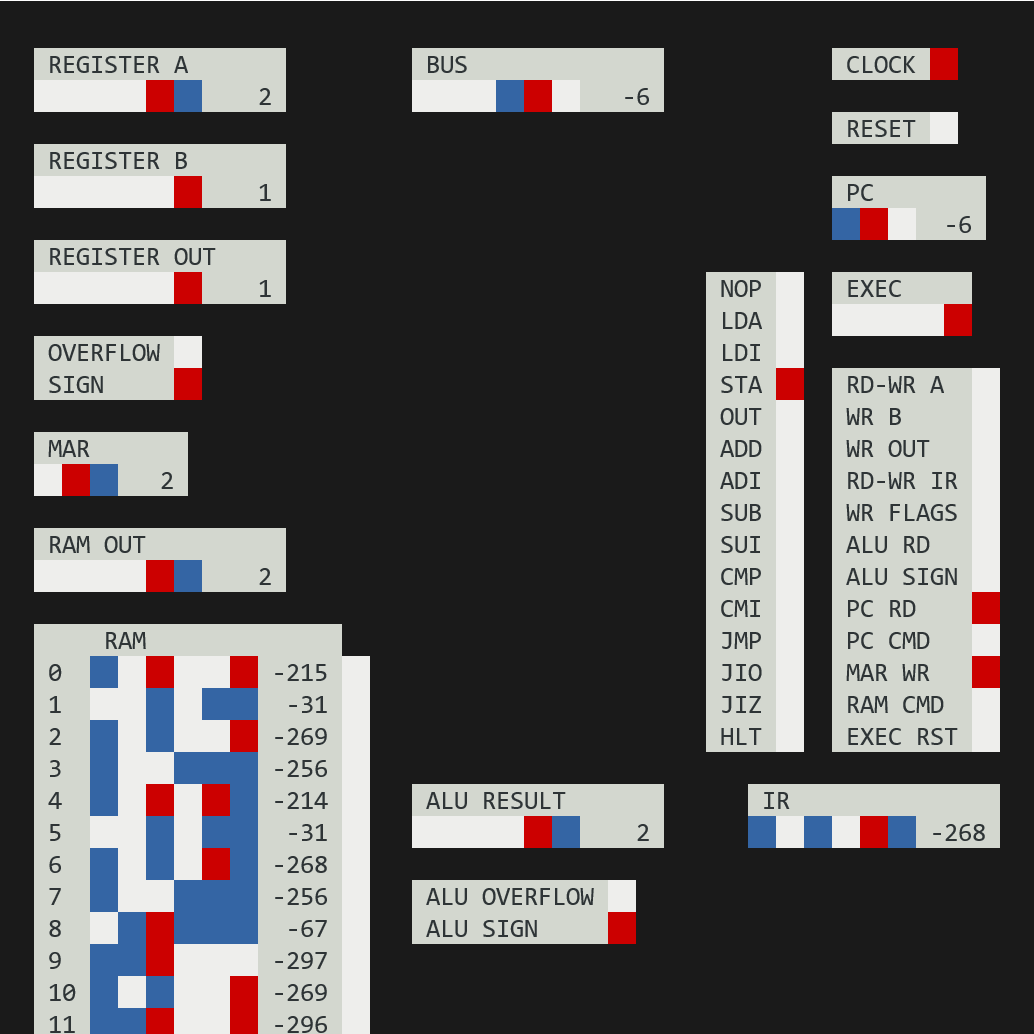 REGISTER A
2
REGISTER B
1
REGISTER OUT
1
OVERFLOW
SIGN
MAR
2
RAM OUT
2
RAM
0 -215
1 -31
2 -269
3 -256
4 -214
5 -31
6 -268
7 -256
8 -67
9 -297
10 -269
11 -296
BUS
-6
ALU RESULT
2
ALU OVERFLOW
ALU SIGN
NOP
LDA
LDI
STA
OUT
ADD
ADI
SUB
SUI
CMP
CMI
JMP
JIO
JIZ
HLT
CLOCK
RESET
PC
-6
EXEC
RD-WR A
WR B
WR OUT
RD-WR IR
WR FLAGS
ALU RD
ALU SIGN
PC RD
PC CMD
MAR WR
RAM CMD
EXEC RST
IR
-268